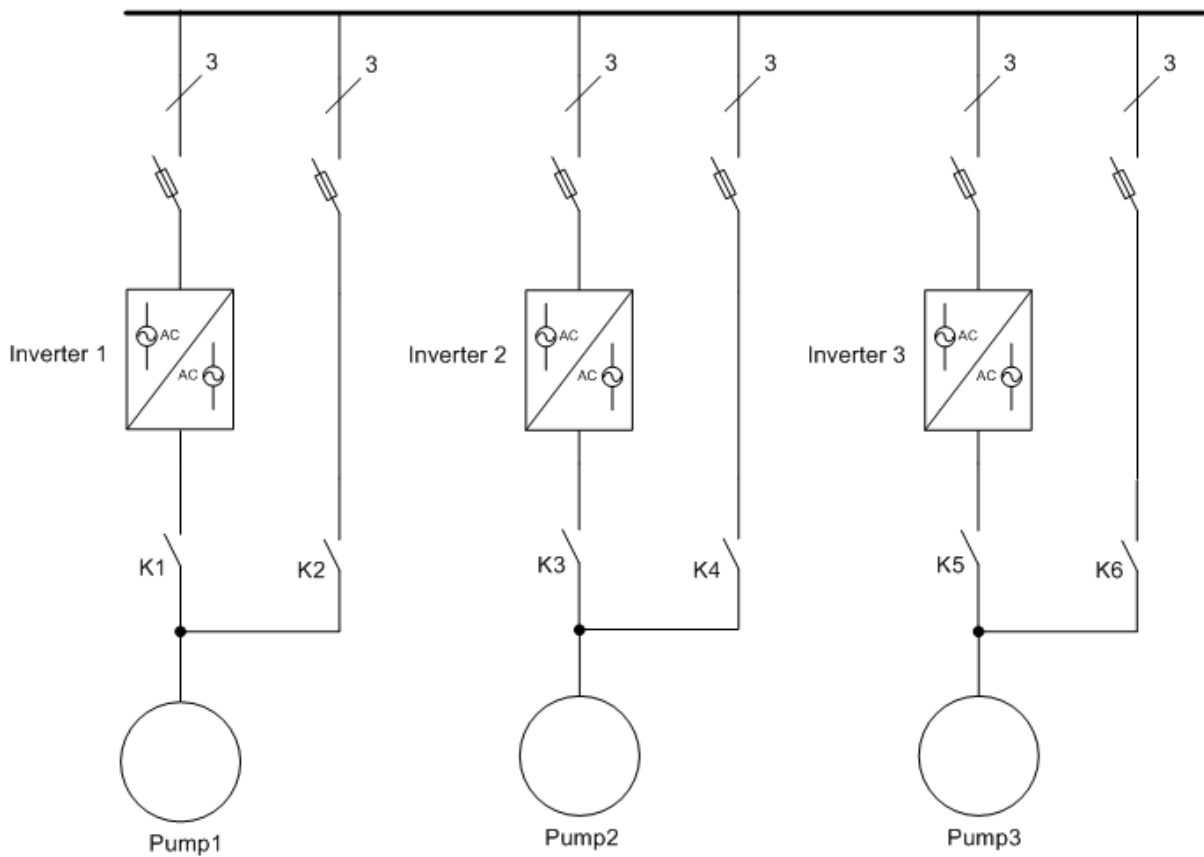 3 3 3 3 3 3
AC AC AC
Inverter 1 Inverter 2 Inverter 3
AC AC AC
K1 K2 K3 K4 K5 K6
Pump1 Pump2 Pump3